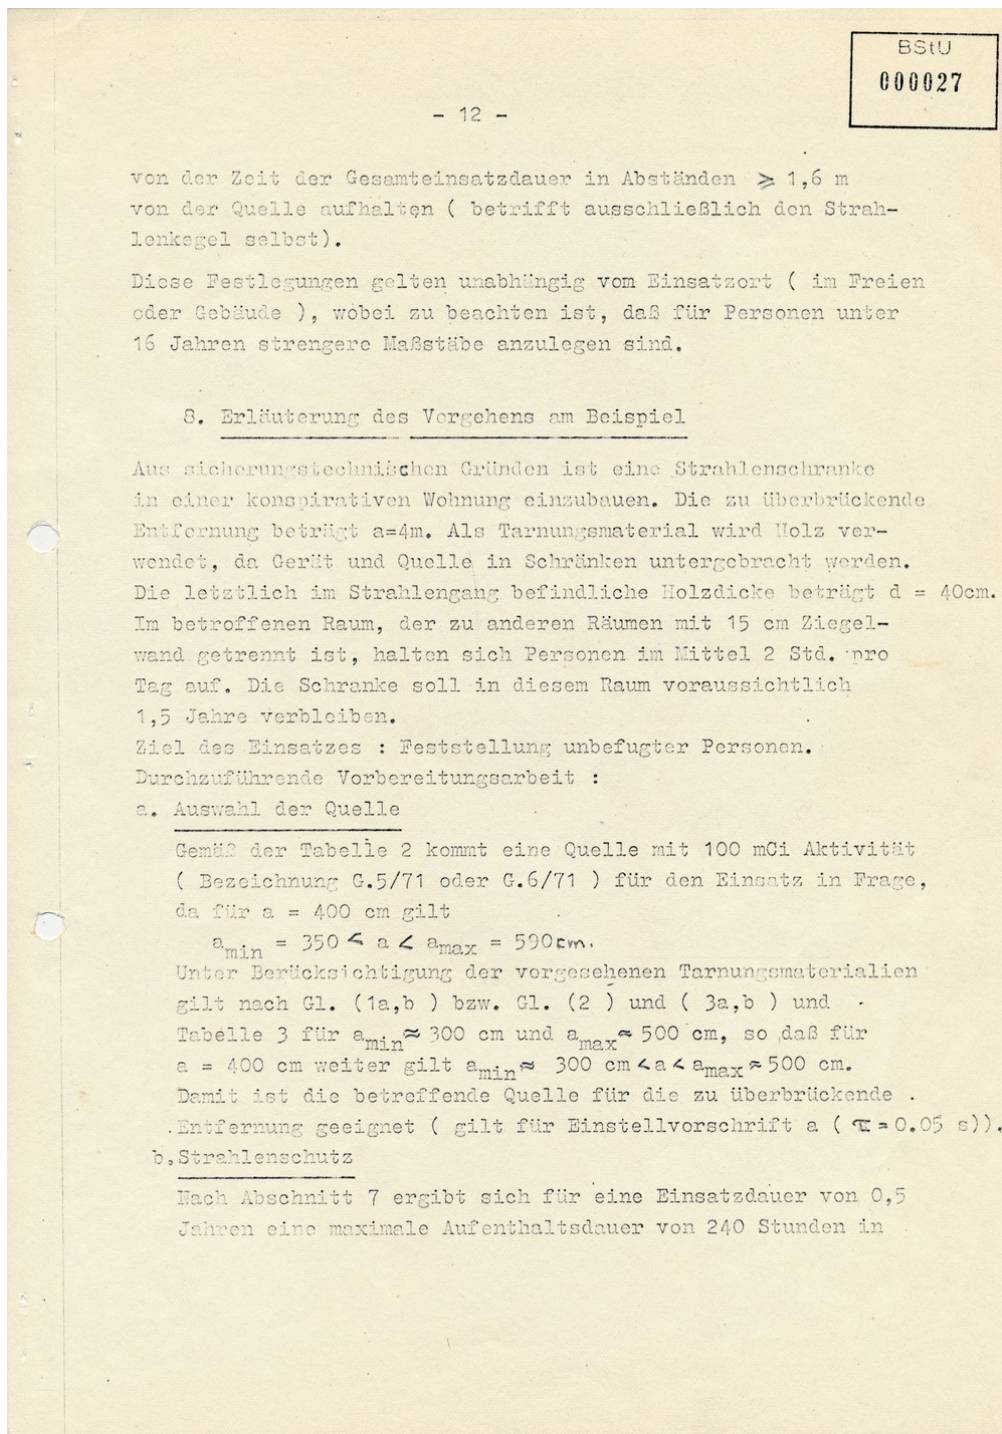 BStU
000027
- 12 -
von der Zeit der Gesamteinsatzdauer in Abständen ⩾ 1,6 m
von der Quelle aufhalten ( betrifft ausschließlich den Strah-
lenkegel selbst).
Diese Festlegungen gelten unabhängig vom Einsatzort ( im Freien
oder Gebäude ), wobei zu beachten ist, daß für Personen unter
16 Jahren strengere Maßstäbe anzulegen sind.
8. Erläuterung des Vorgehens am Beispiel
Aus sicherungstechnischen Gründen ist eine Strahlenschranke
in einer konspirativen Wohnung einzubauen. Die zu überbrückende
Entfernung beträgt a=4m. Als Tarnungsmaterial wird Holz ver-
wendet, da Gerät und Quelle in Schränken untergebracht werden.
Die letztlich im Strahlengang befindliche Holzdicke beträgt d = 40cm.
Im betroffenen Raum, der zu anderen Räumen mit 15 cm Ziegel-
wand getrennt ist, halten sich Personen im Mittel 2 Std. pro
Tag auf. Die Schranke soll in diesem Raum voraussichtlich
1,5 Jahre verbleiben.
Ziel des Einsatzes : Feststellung unbefugter Personen.
Durchzuführende Vorbereitungsarbeit :
a. Auswahl der Quelle
Gemäß der Tabelle 2 kommt eine Quelle mit 100 mCi Aktivität
( Bezeichnung G.5/71 oder G.6/71 ) für den Einsatz in Frage,
da für a = 400 cm gilt
a min = 350 < a < a max = 590cm.
Unter Berücksichtigung der vorgesehenen Tarnungsmaterialien
gilt nach Gl. (1a,b ) bzw. Gl. (2 ) und ( 3a,b ) und
Tabelle 3 für a min ≈ 300 cm und a max ≈ 500 cm, so daß für
a = 400 cm weiter gilt a min ≈ 300 cm < a < a max ≈ 500 cm.
Damit ist die betreffende Quelle für die zu überbrückende
Entfernung geeignet ( gilt für Einstellvorschrift a ( τ = 0.05 s)).
b. Strahlenschutz
Nach Abschnitt 7 ergibt sich für eine Einsatzdauer von 0,5
Jahren eine maximale Aufenthaltsdauer von 240 Stunden in